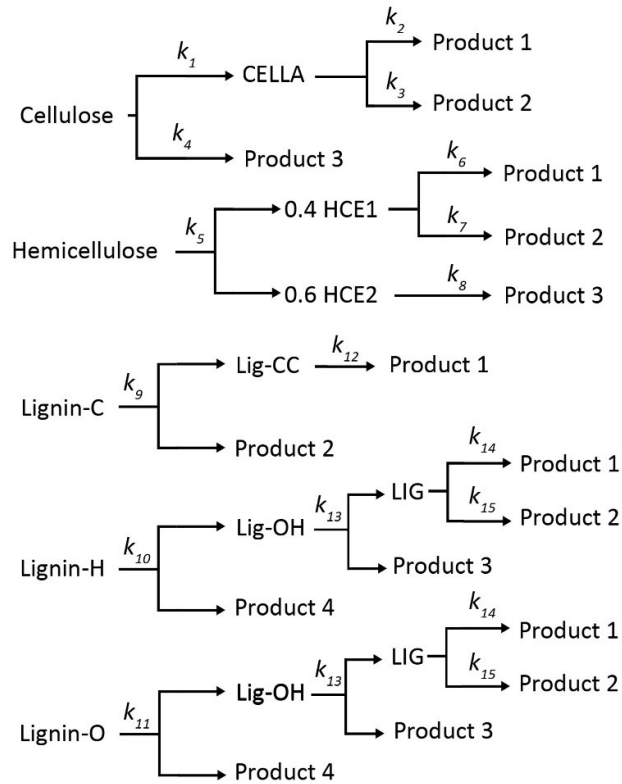 k2
Product 1
k1
CELLA
k3
Product 2
Cellulose
k4
Product 3
k6
Product 1
0.4 HCE1
k7
Product 2
k5
Hemicellulose
0.6 HCE2
k8
Product 3
k12
Lig-CC
Product 1
k9
Lignin-C
Product 2
k14
Product 1
LIG
k15
Product 2
k13
Lig-OH
k10
Product 3
Lignin-H
Product 4
k14
Product 1
LIG
k15
Product 2
k13
Lig-OH
k11
Product 3
Lignin-O
Product 4